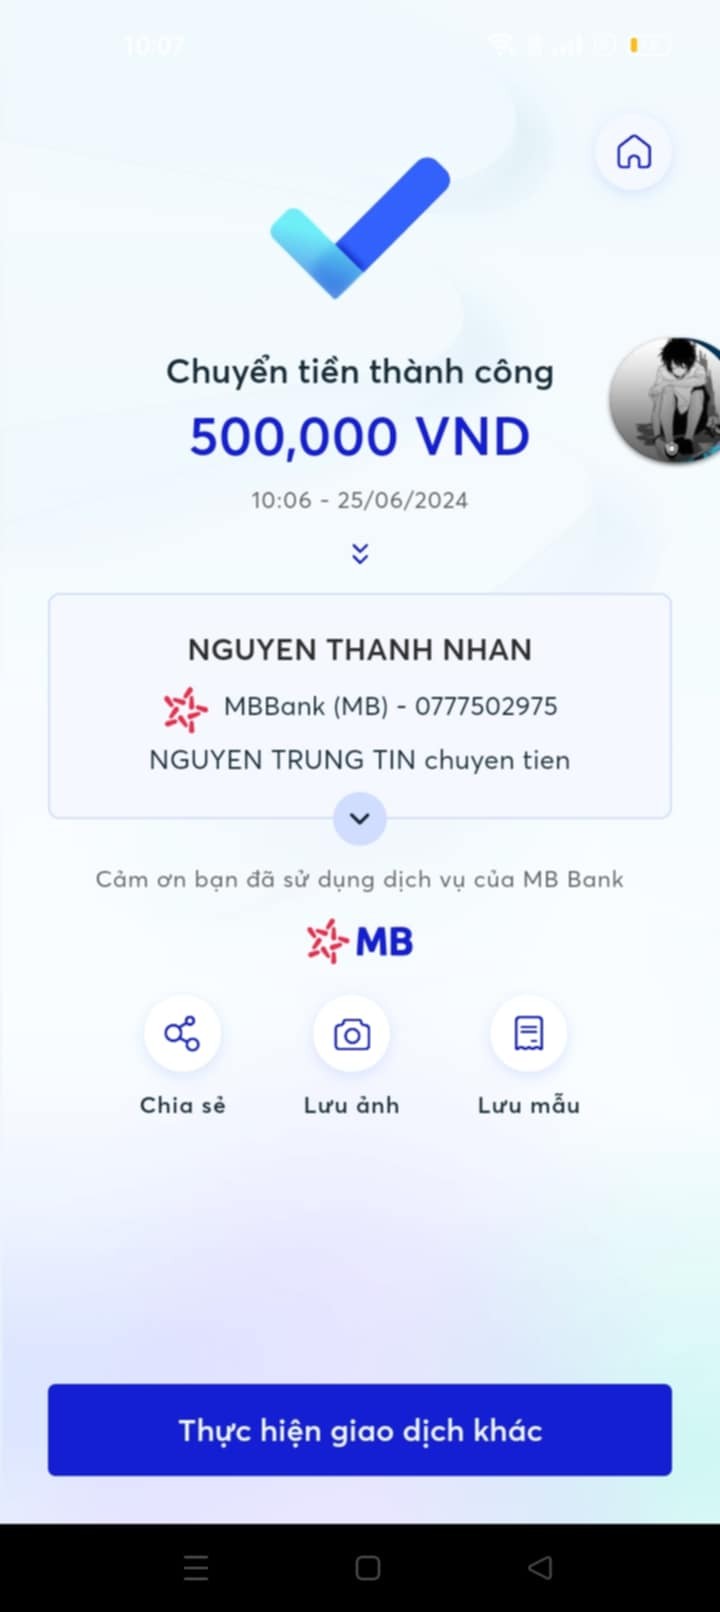 10:07
Chuyển tiền thành công
500,000 VND
10:06 - 25/06/2024
NGUYEN THANH NHAN
MBBank (MB) - 0777502975
NGUYEN TRUNG TIN chuyen tien
Cảm ơn bạn đã sử dụng dịch vụ của MB Bank
MB
Chia sẻ
Lưu ảnh
Lưu mẫu
Thực hiện giao dịch khác